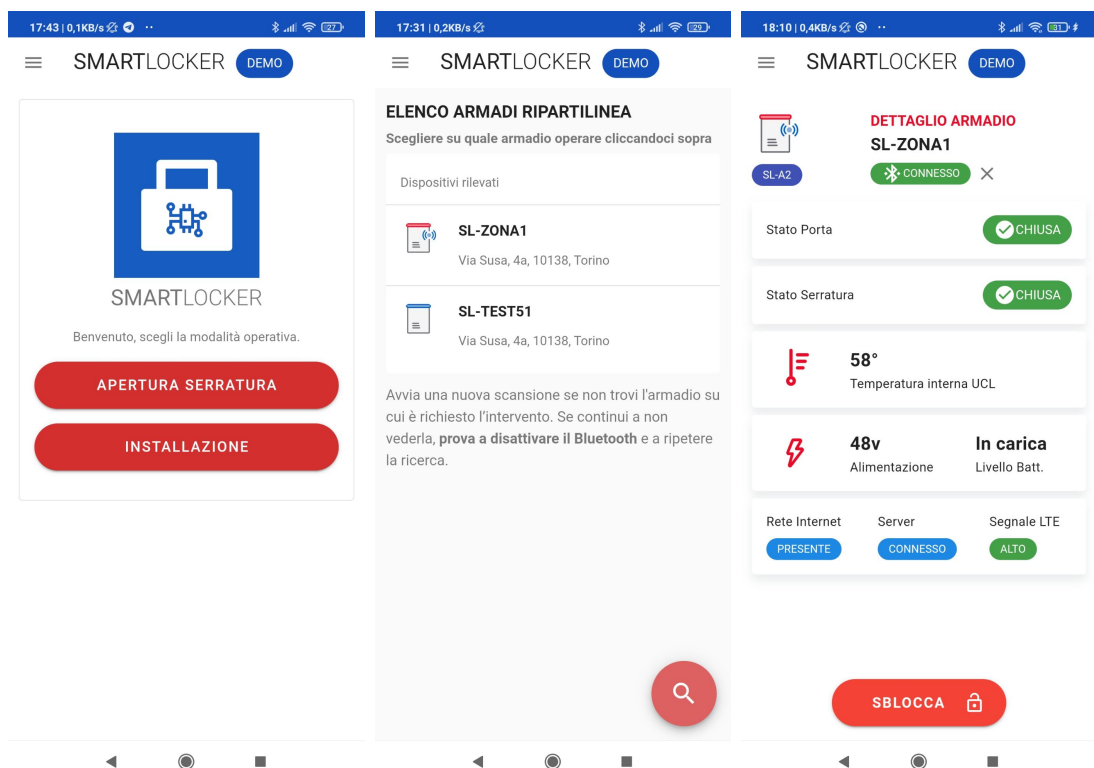 17:43 | 0,1KB/s
27
SMARTLOCKER DEMO
SMARTLOCKER
Benvenuto, scegli la modalità operativa.
APERTURA SERRATURA
INSTALLAZIONE
17:31 | 0,2KB/s
29
SMARTLOCKER DEMO
ELENCO ARMADI RIPARTILINEA
Scegliere su quale armadio operare cliccandoci sopra
Dispositivi rilevati
SL-ZONA1
Via Susa, 4a, 10138, Torino
SL-TEST51
Via Susa, 4a, 10138, Torino
Avvia una nuova scansione se non trovi l'armadio su
cui è richiesto l'intervento. Se continui a non
vederla, prova a disattivare il Bluetooth e a ripetere
la ricerca.
18:10 | 0,4KB/s
31
SMARTLOCKER DEMO
DETTAGLIO ARMADIO
SL-ZONA1
SL-A2
CONNESSO
Stato Porta
CHIUSA
Stato Serratura
CHIUSA
58°
Temperatura interna UCL
48v
In carica
Alimentazione
Livello Batt.
Rete Internet
Server
Segnale LTE
PRESENTE
CONNESSO
ALTO
SBLOCCA